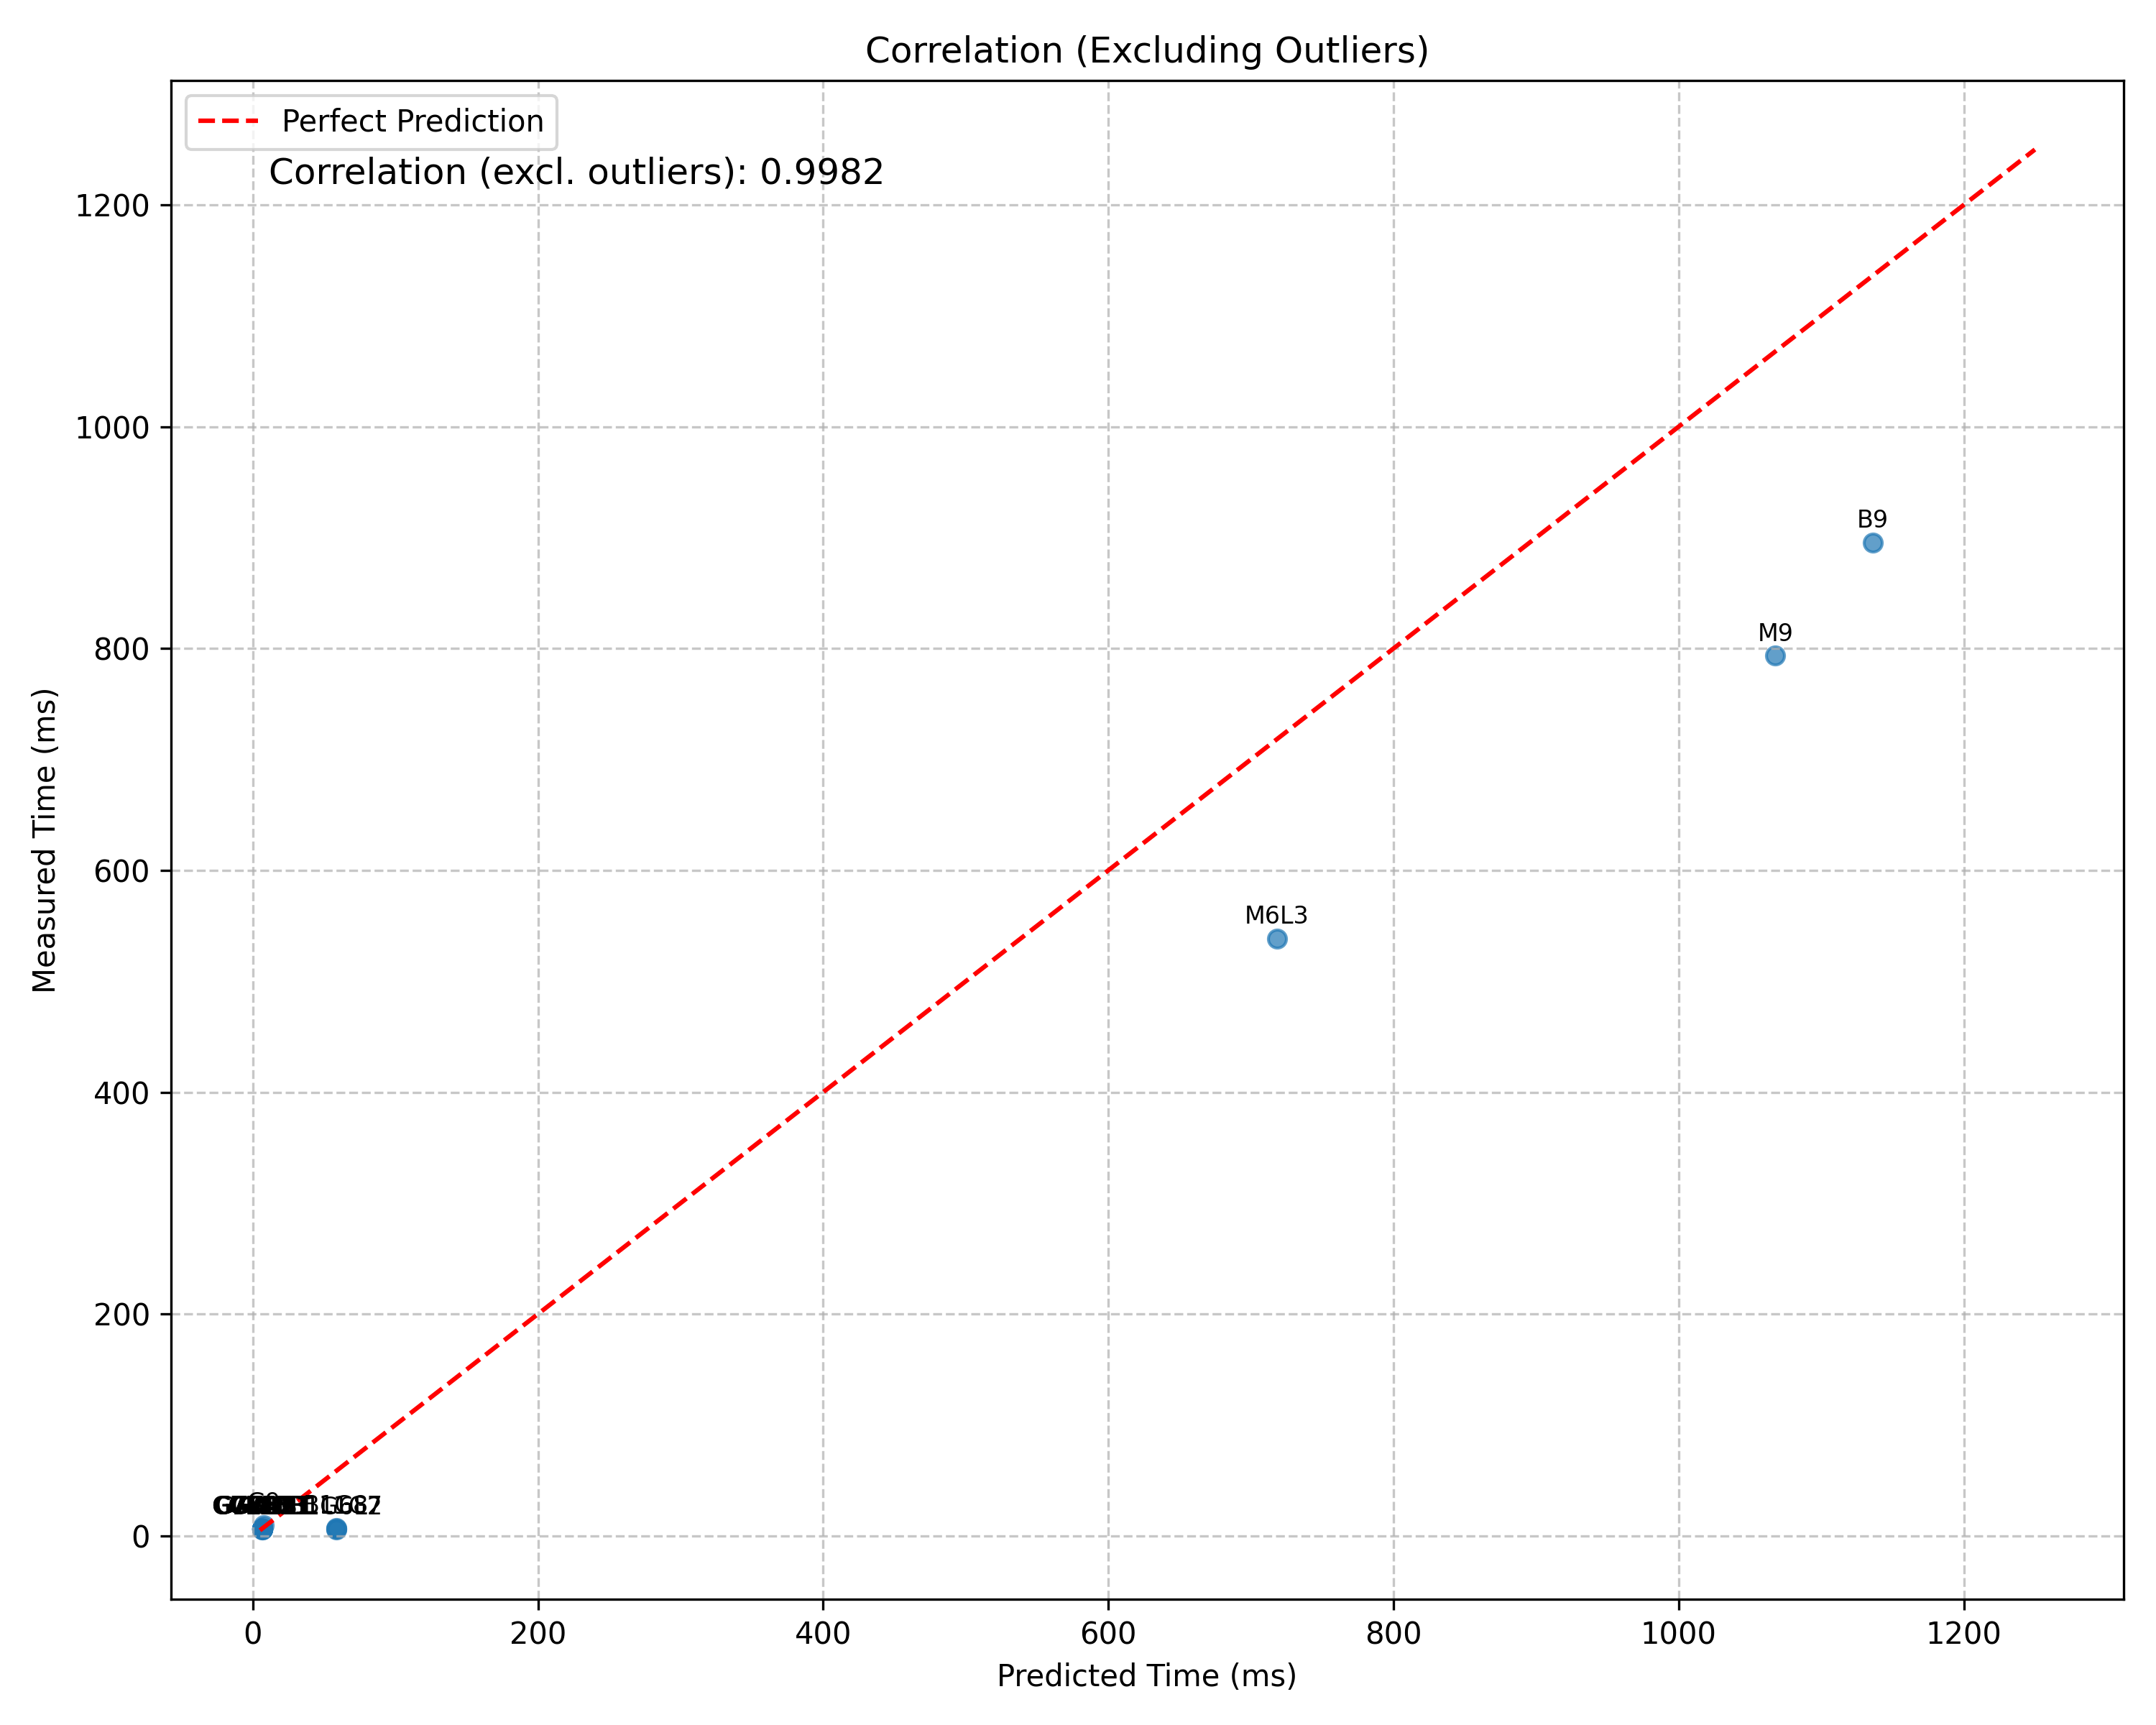 Correlation (Excluding Outliers)
Perfect Prediction
Correlation (excl. outliers): 0.9982
1200
1000
800
600
400
200
0
Measured Time (ms)
B9
M9
M6L3
0
200
400
600
800
1000
1200
Predicted Time (ms)